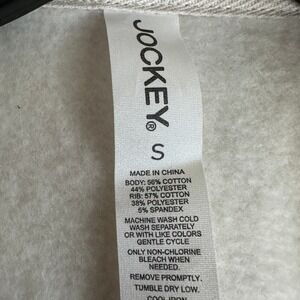 JOCKEY®
S
MADE IN CHINA
BODY: 56% COTTON
44% POLYESTER
RIB: 57% COTTON
38% POLYESTER
5% SPANDEX
MACHINE WASH COLD
WASH SEPARATELY
OR WITH LIKE COLORS
GENTLE CYCLE
ONLY NON-CHLORINE
BLEACH WHEN
NEEDED.
REMOVE PROMPTLY.
TUMBLE DRY LOW.
COOL IRON